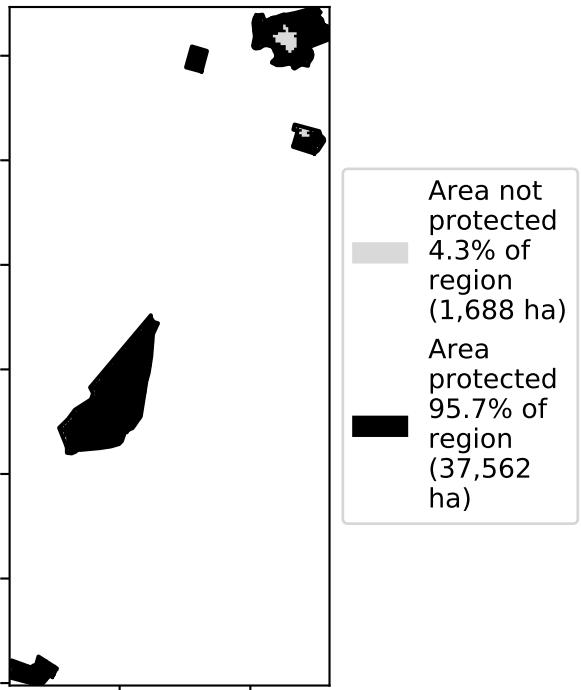 Area not
protected
4.3% of
region
(1,688 ha)
Area
protected
95.7% of
region
(37,562
ha)